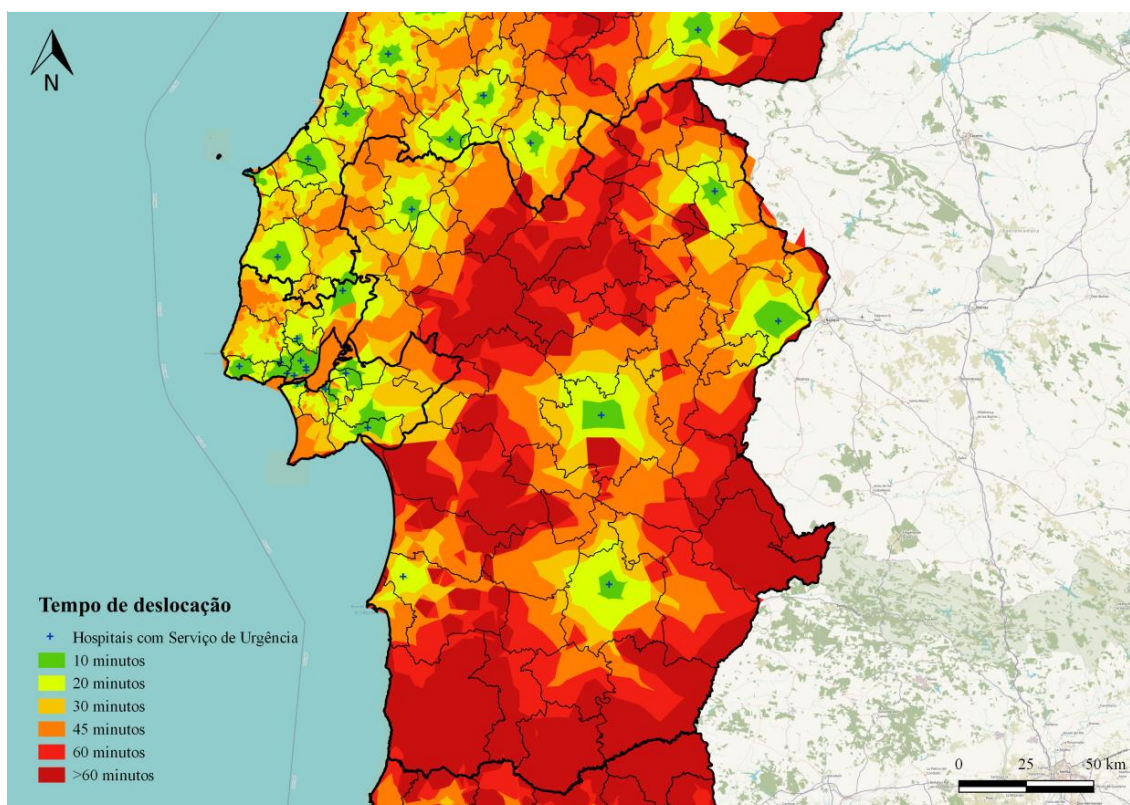 N
Tempo de deslocação
Hospitais com Serviço de Urgência
10 minutos
20 minutos
30 minutos
45 minutos
60 minutos
>60 minutos
0 25 50 km